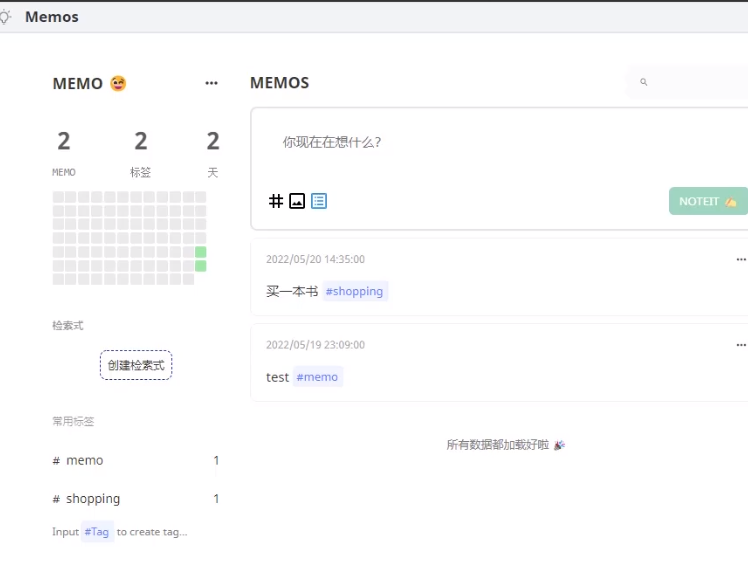 Memos
MEMO
2 2 2
MEMO 标签 天
检索式
创建检索式
常用标签
# memo 1
# shopping 1
Input #Tag to create tag...
MEMOS
你现在在想什么?
NOTEIT
2022/05/20 14:35:00
买一本书 #shopping
2022/05/19 23:09:00
test #memo
所有数据都加载好啦